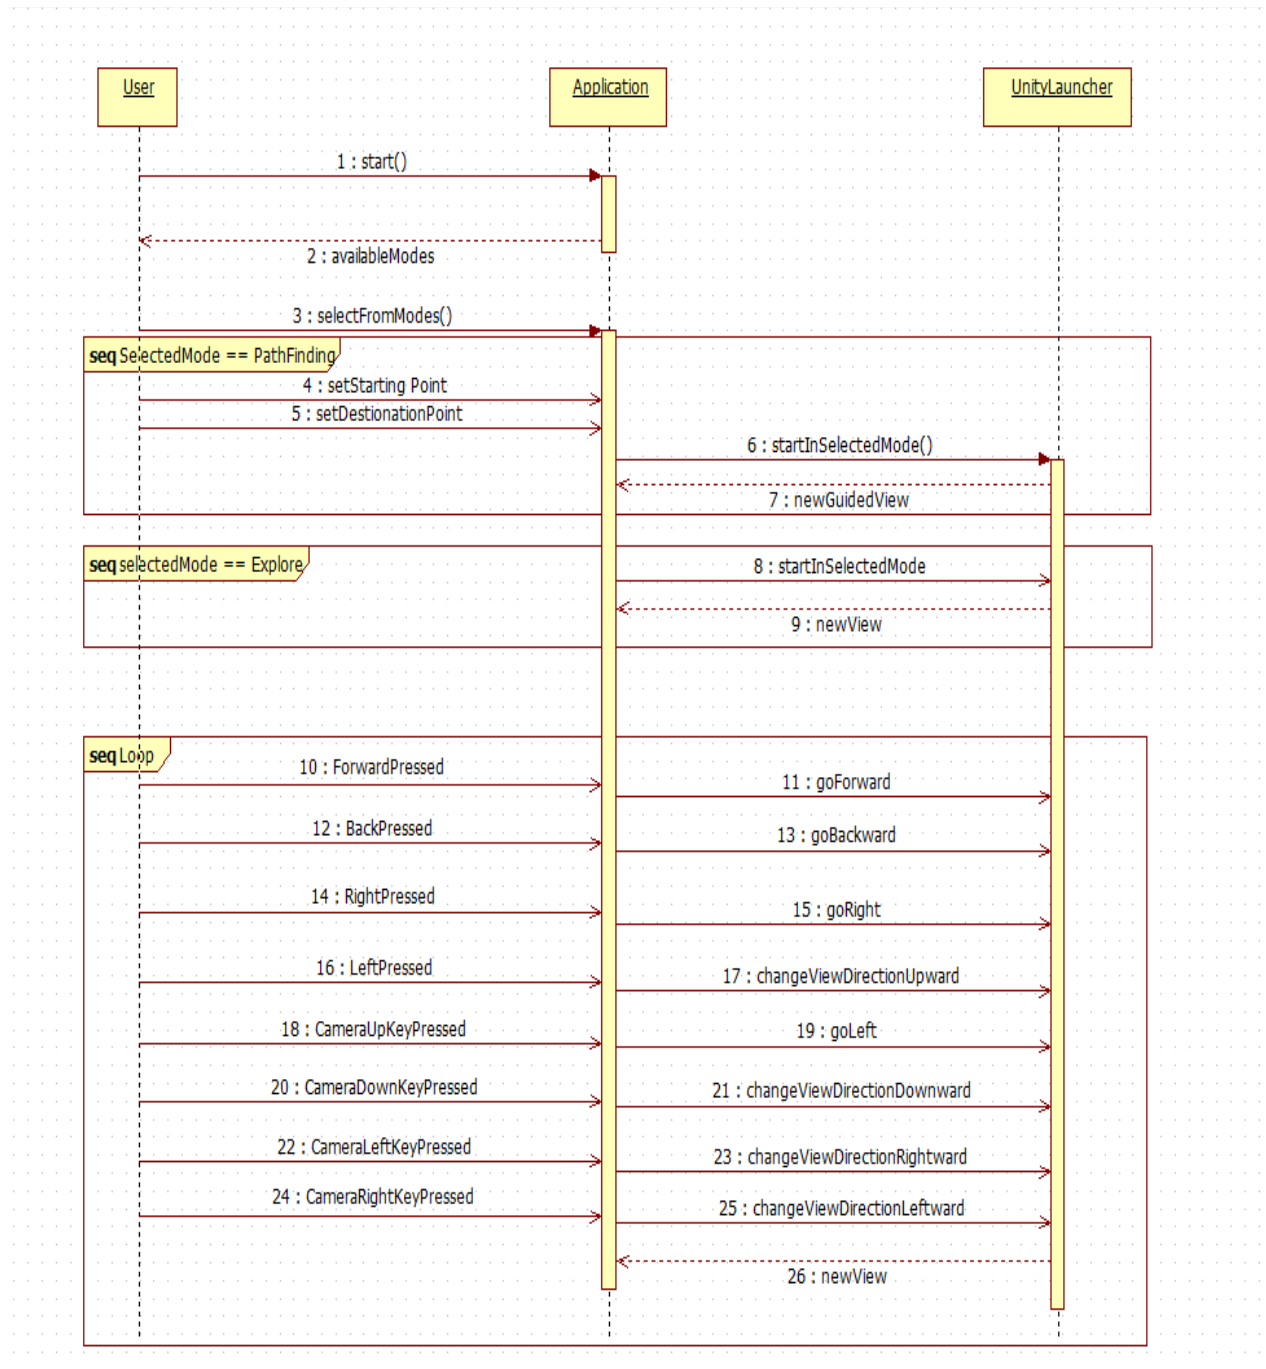 User
Application
UnityLauncher
1 : start()
2 : availableModes
3 : selectFromModes()
seq SelectedMode == PathFinding
4 : setStarting Point
5 : setDestionationPoint
6 : startInSelectedMode()
7 : newGuidedView
seq selectedMode == Explore
8 : startInSelectedMode
9 : newView
seq Loop
10 : ForwardPressed
11 : goForward
12 : BackPressed
13 : goBackward
14 : RightPressed
15 : goRight
16 : LeftPressed
17 : changeViewDirectionUpward
18 : CameraUpKeyPressed
19 : goLeft
20 : CameraDownKeyPressed
21 : changeViewDirectionDownward
22 : CameraLeftKeyPressed
23 : changeViewDirectionRightward
24 : CameraRightKeyPressed
25 : changeViewDirectionLeftward
26 : newView